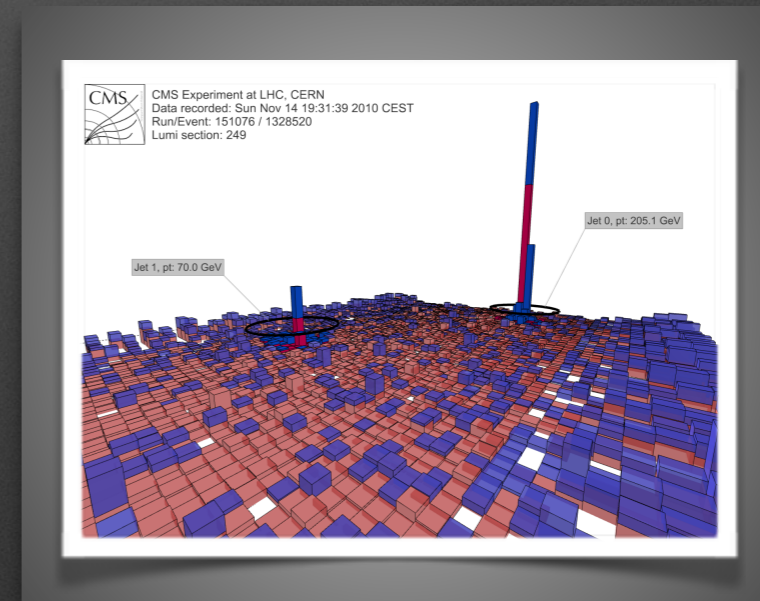 CMS
CMS Experiment at LHC, CERN
Data recorded: Sun Nov 14 19:31:39 2010 CEST
Run/Event: 151076 / 1328520
Lumi section: 249
Jet 0, pt: 205.1 GeV
Jet 1, pt: 70.0 GeV